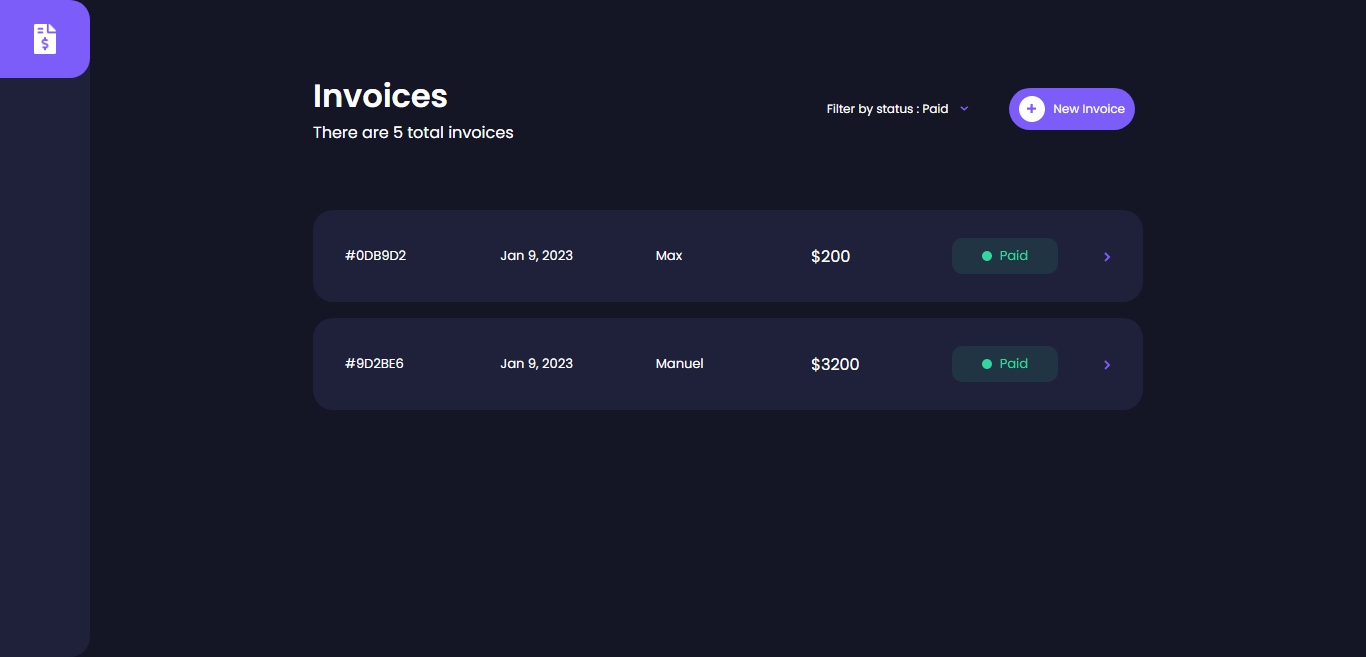 Invoices
There are 5 total invoices
Filter by status : Paid
New Invoice
#0DB9D2 Jan 9, 2023 Max $200 Paid
#9D2BE6 Jan 9, 2023 Manuel $3200 Paid